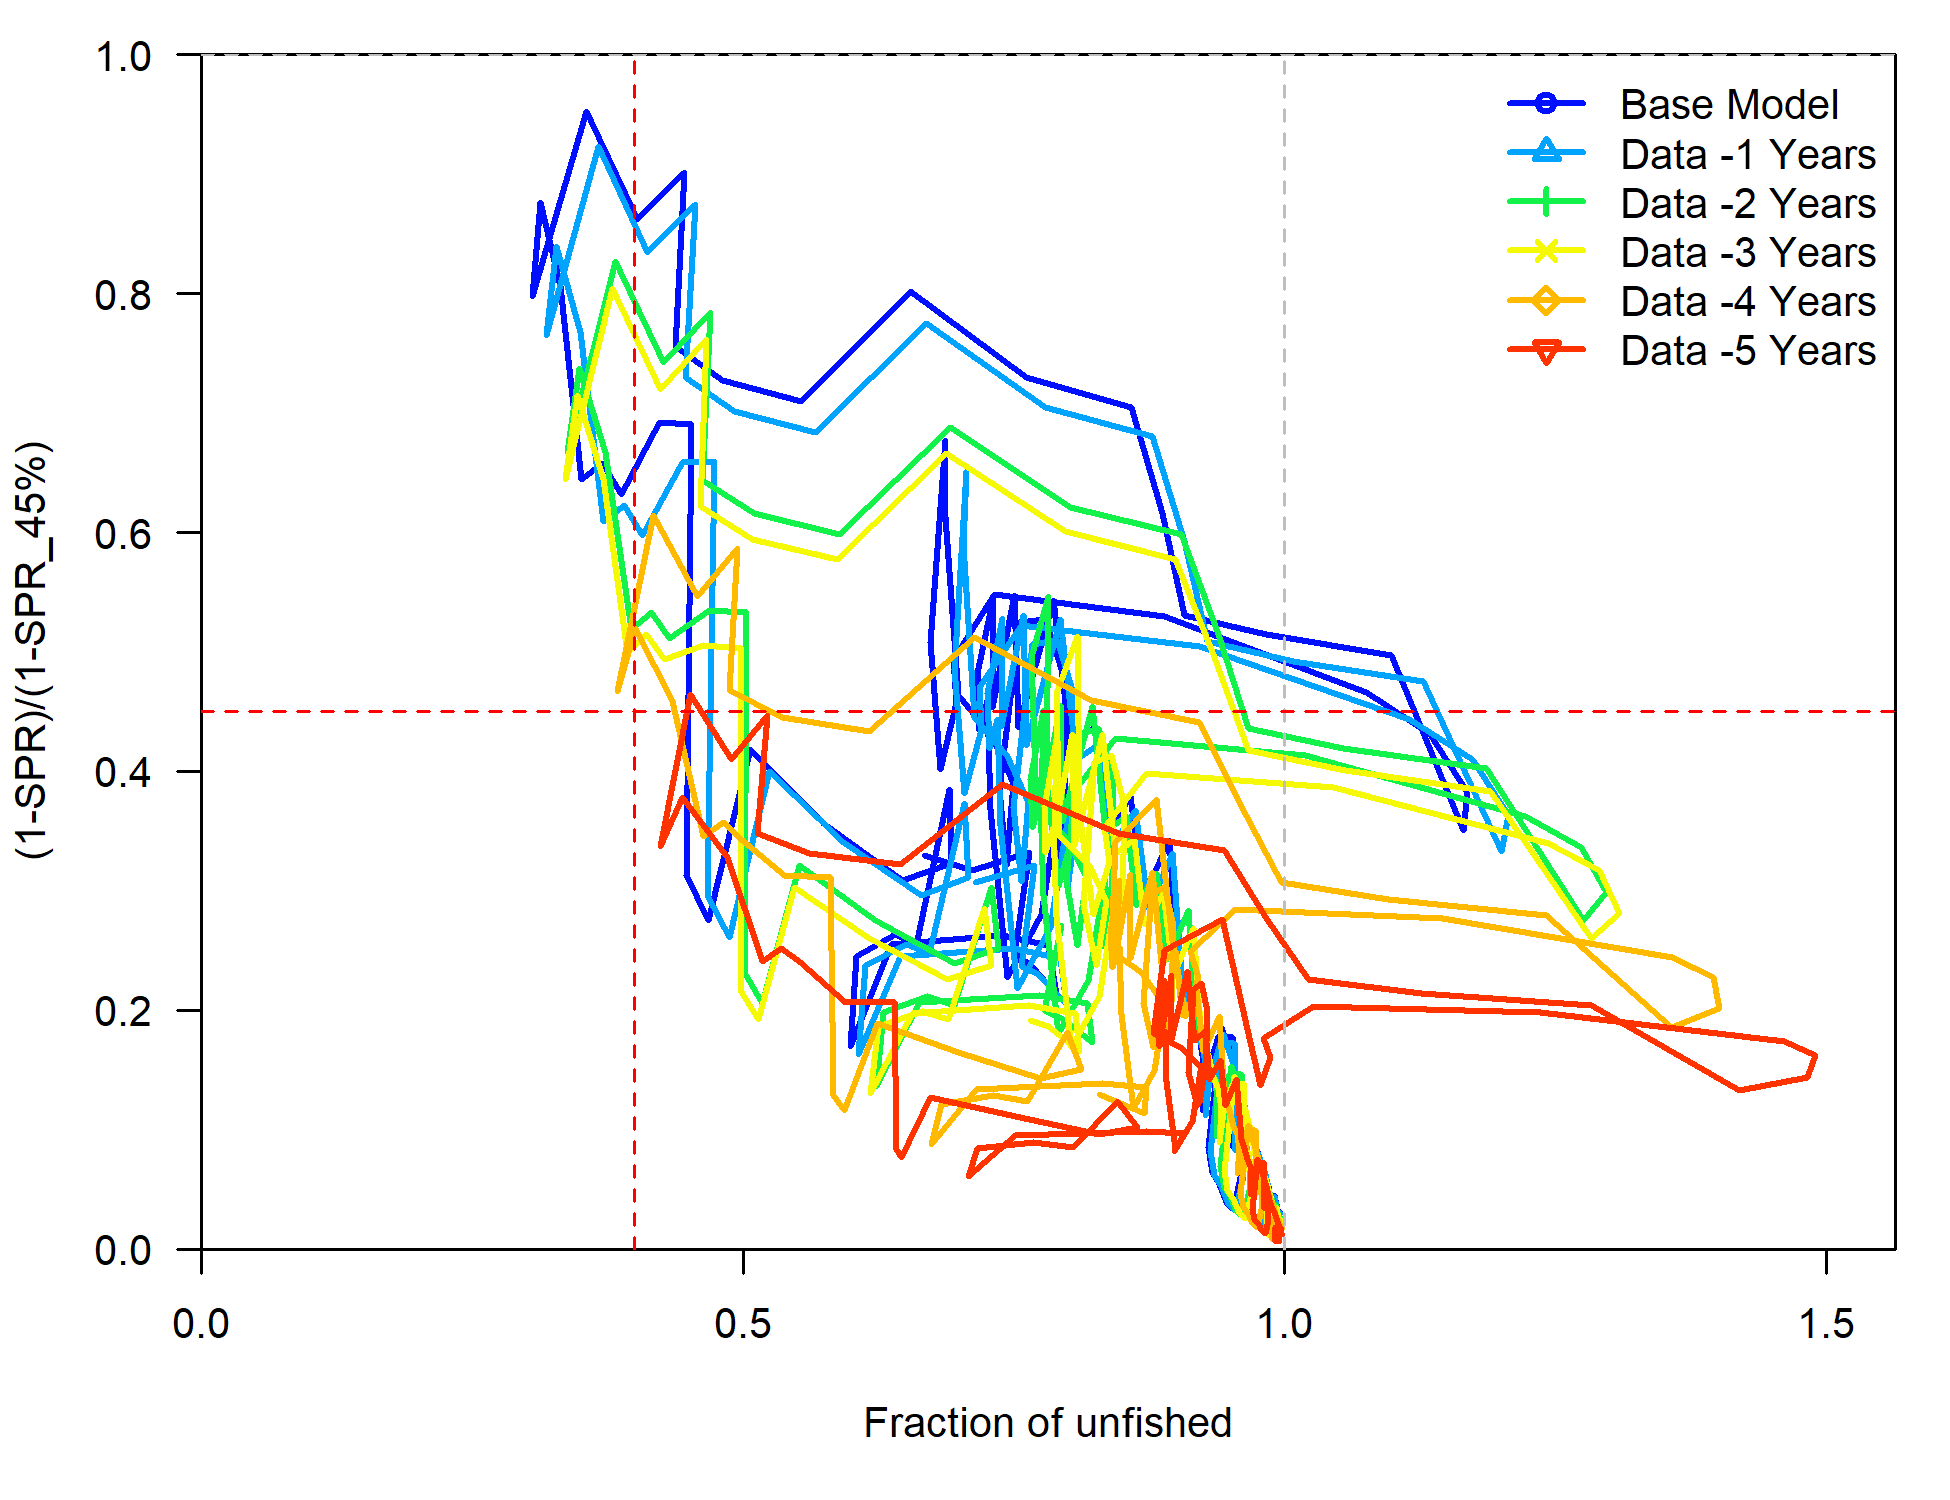 1.0
0.8
0.6
0.4
0.2
0.0
(1-SPR)/(1-SPR_45%)
Base Model
Data -1 Years
Data -2 Years
Data -3 Years
Data -4 Years
Data -5 Years
0.0 0.5 1.0 1.5
Fraction of unfished